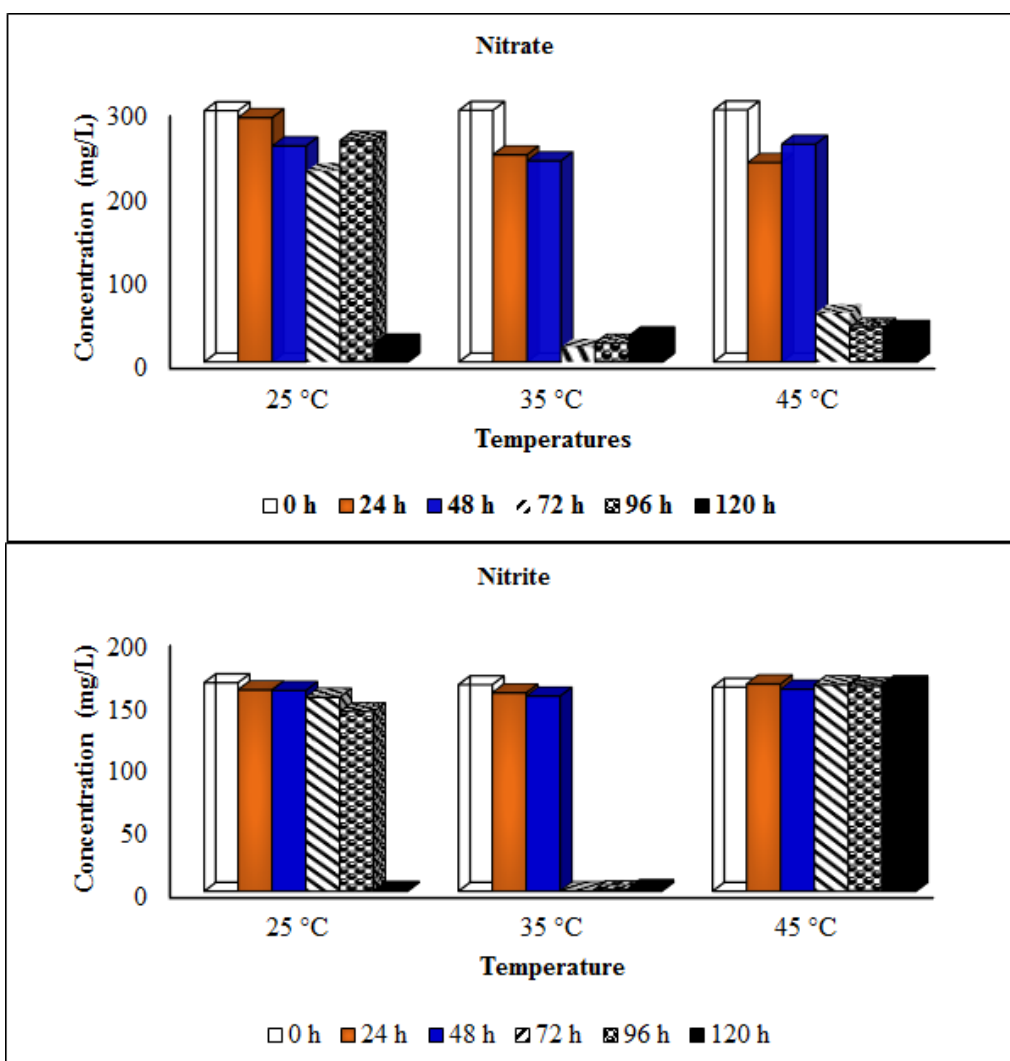 Nitrate
Concentration (mg/L)
300
200
100
0
25 °C 35 °C 45 °C
Temperatures
0 h 24 h 48 h 72 h 96 h 120 h
Nitrite
Concentration (mg/L)
200
150
100
50
0
25 °C 35 °C 45 °C
Temperature
0 h 24 h 48 h 72 h 96 h 120 h